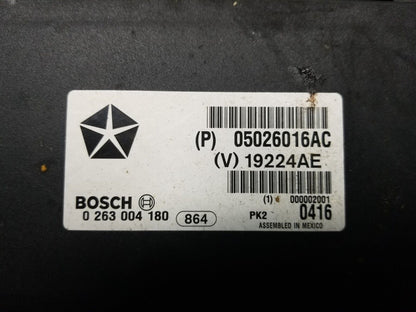 (P) 05026016AC
(V) 19224AE
(1) 000002001
BOSCH
0 263 004 180 864
PK2 0416
ASSEMBLED IN MEXICO